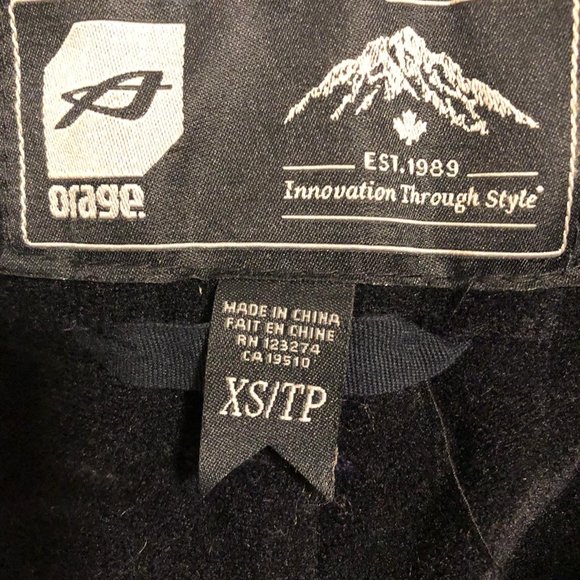 orage.
EST.1989
Innovation Through Style
MADE IN CHINA
FAIT EN CHINE
RN 123274
CA 19510
XS/TP